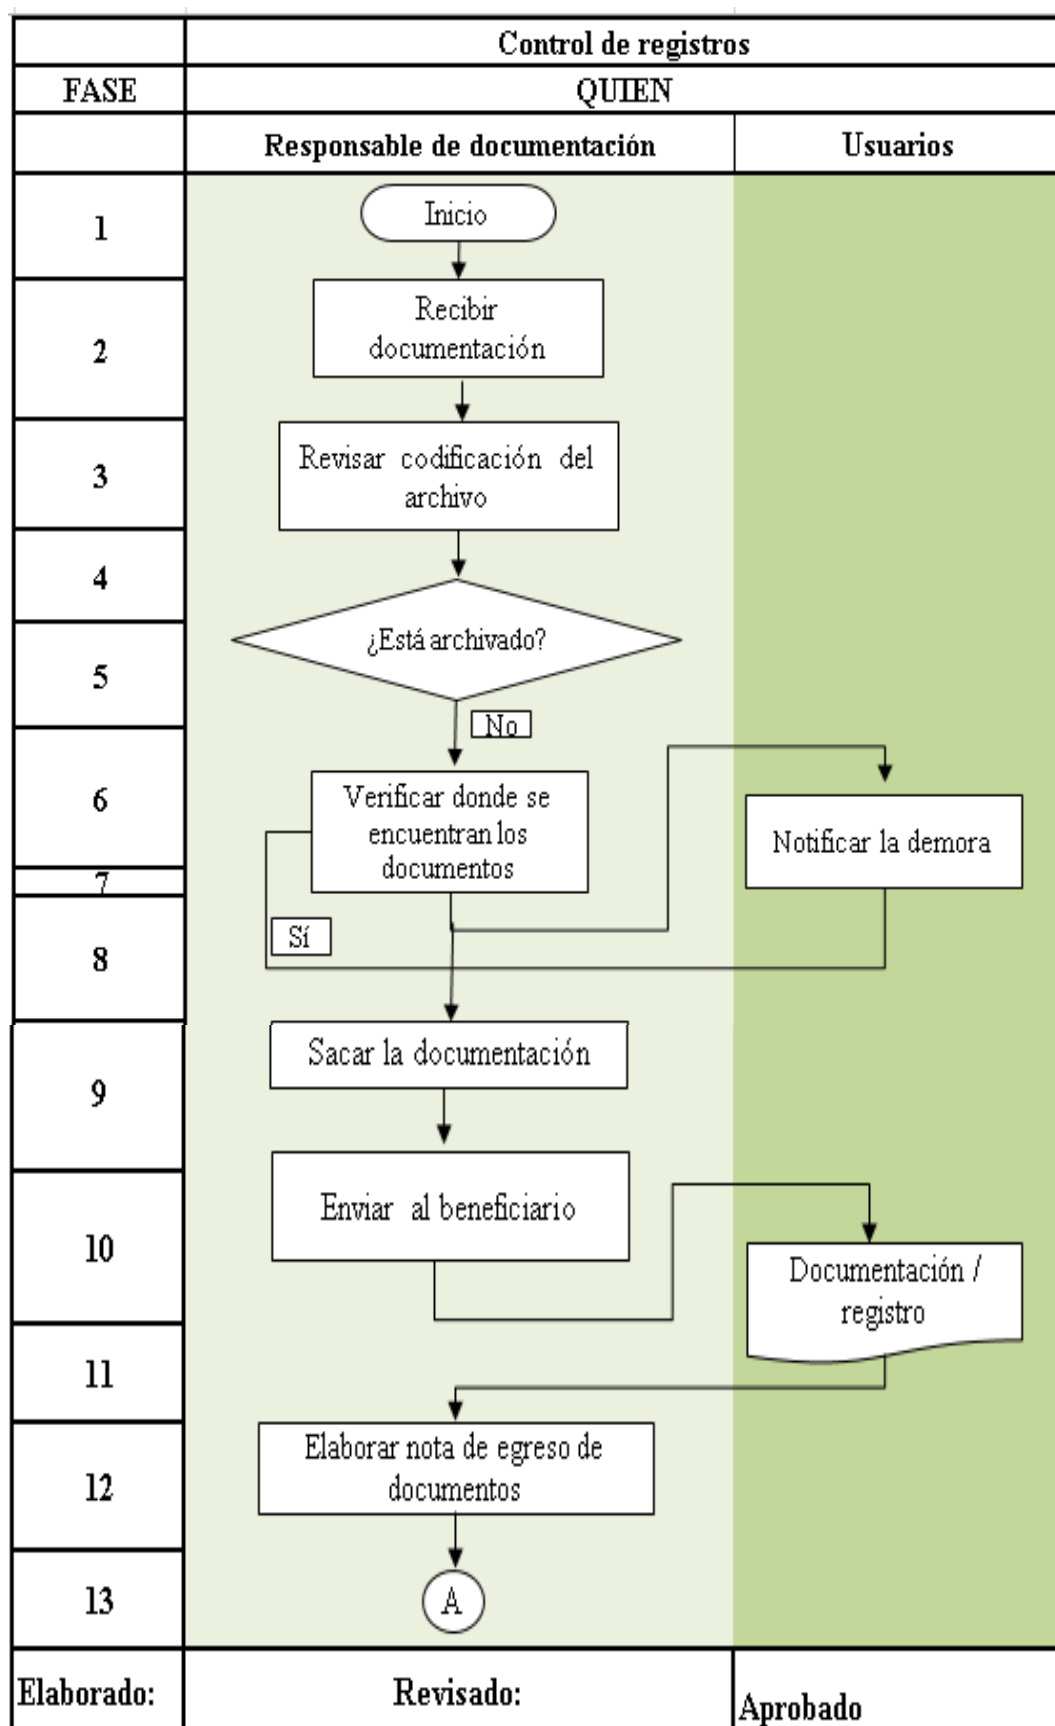 Control de registros
FASE
QUIEN
Responsable de documentación
Usuarios
1
Inicio
2
Recibir
documentación
3
Revisar codificación del
archivo
4
¿Está archivado?
5
No
6
Verificar donde se
encuentran los
documentos
Notificar la demora
7
Sí
8
Sacar la documentación
9
Enviar al beneficiario
10
Documentación /
registro
11
Elaborar nota de egreso de
documentos
12
13
A
Elaborado:
Revisado:
Aprobado